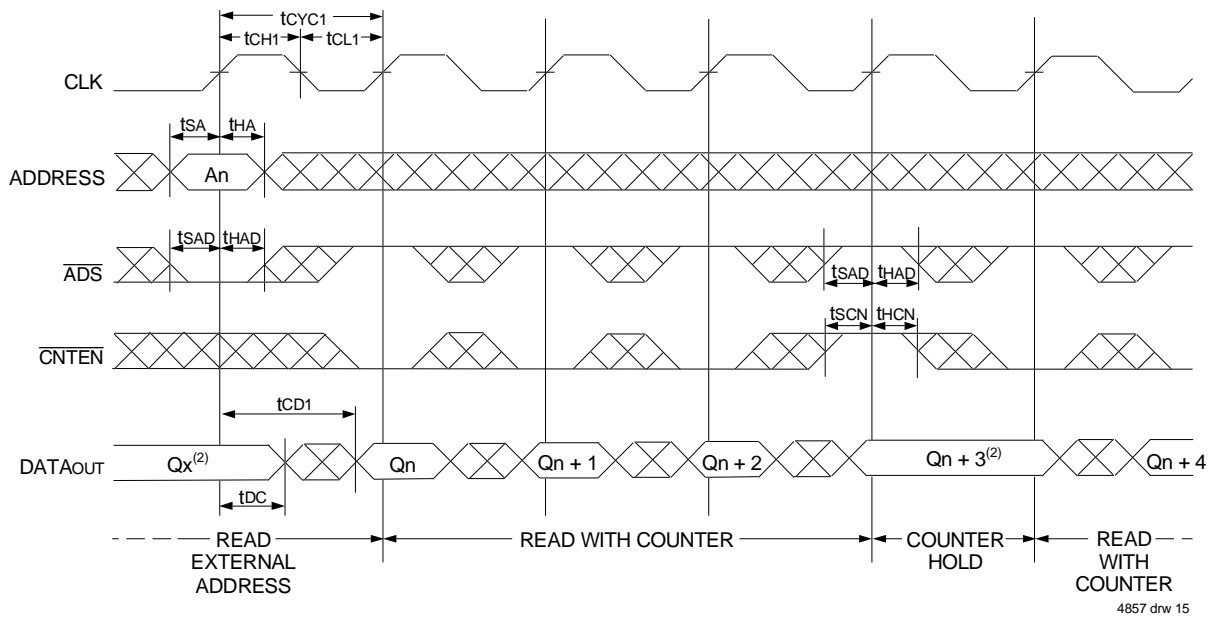 tCYC1
tCH1 tCL1
CLK
tSA tHA
ADDRESS An
tSAD tHAD
ADS tSAD tHAD
tSCN tHCN
CNTEN
tCD1
DATAOUT Qx(2) Qn Qn + 1 Qn + 2 Qn + 3(2) Qn + 4
tDC
READ EXTERNAL ADDRESS
READ WITH COUNTER
COUNTER HOLD
READ WITH COUNTER
4857 drw 15